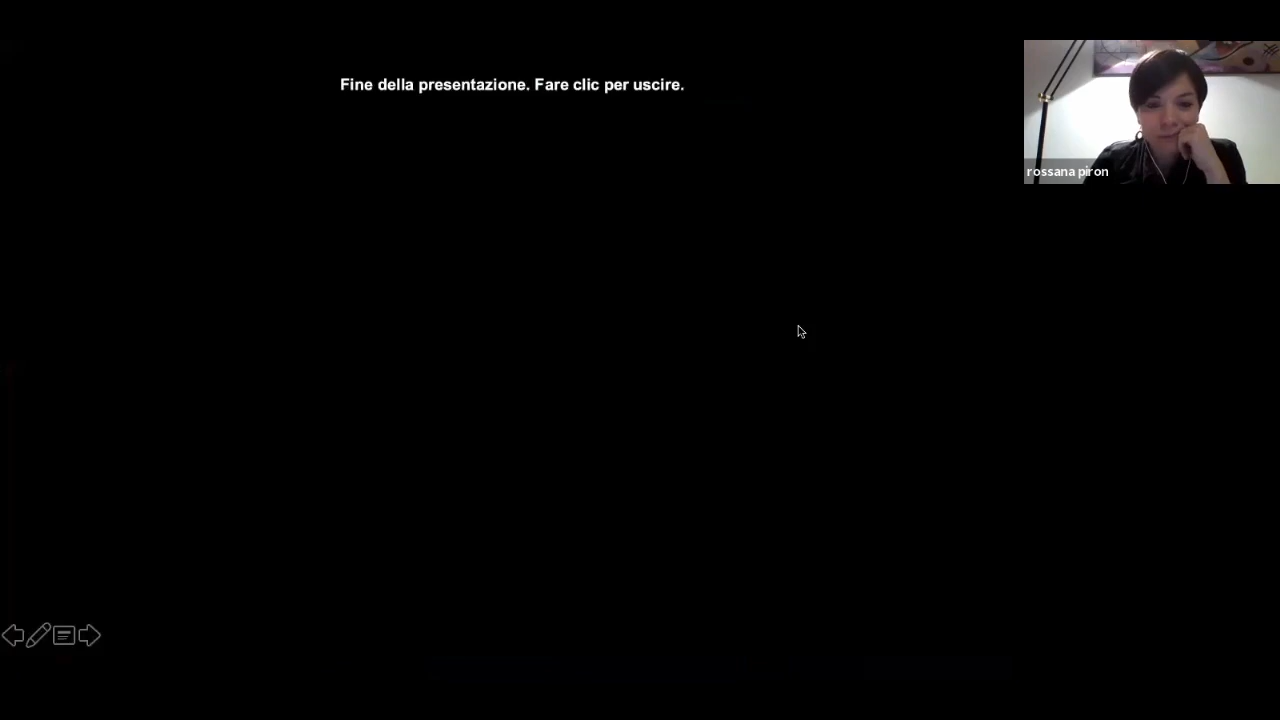 Fine della presentazione. Fare clic per uscire.
rossana piron